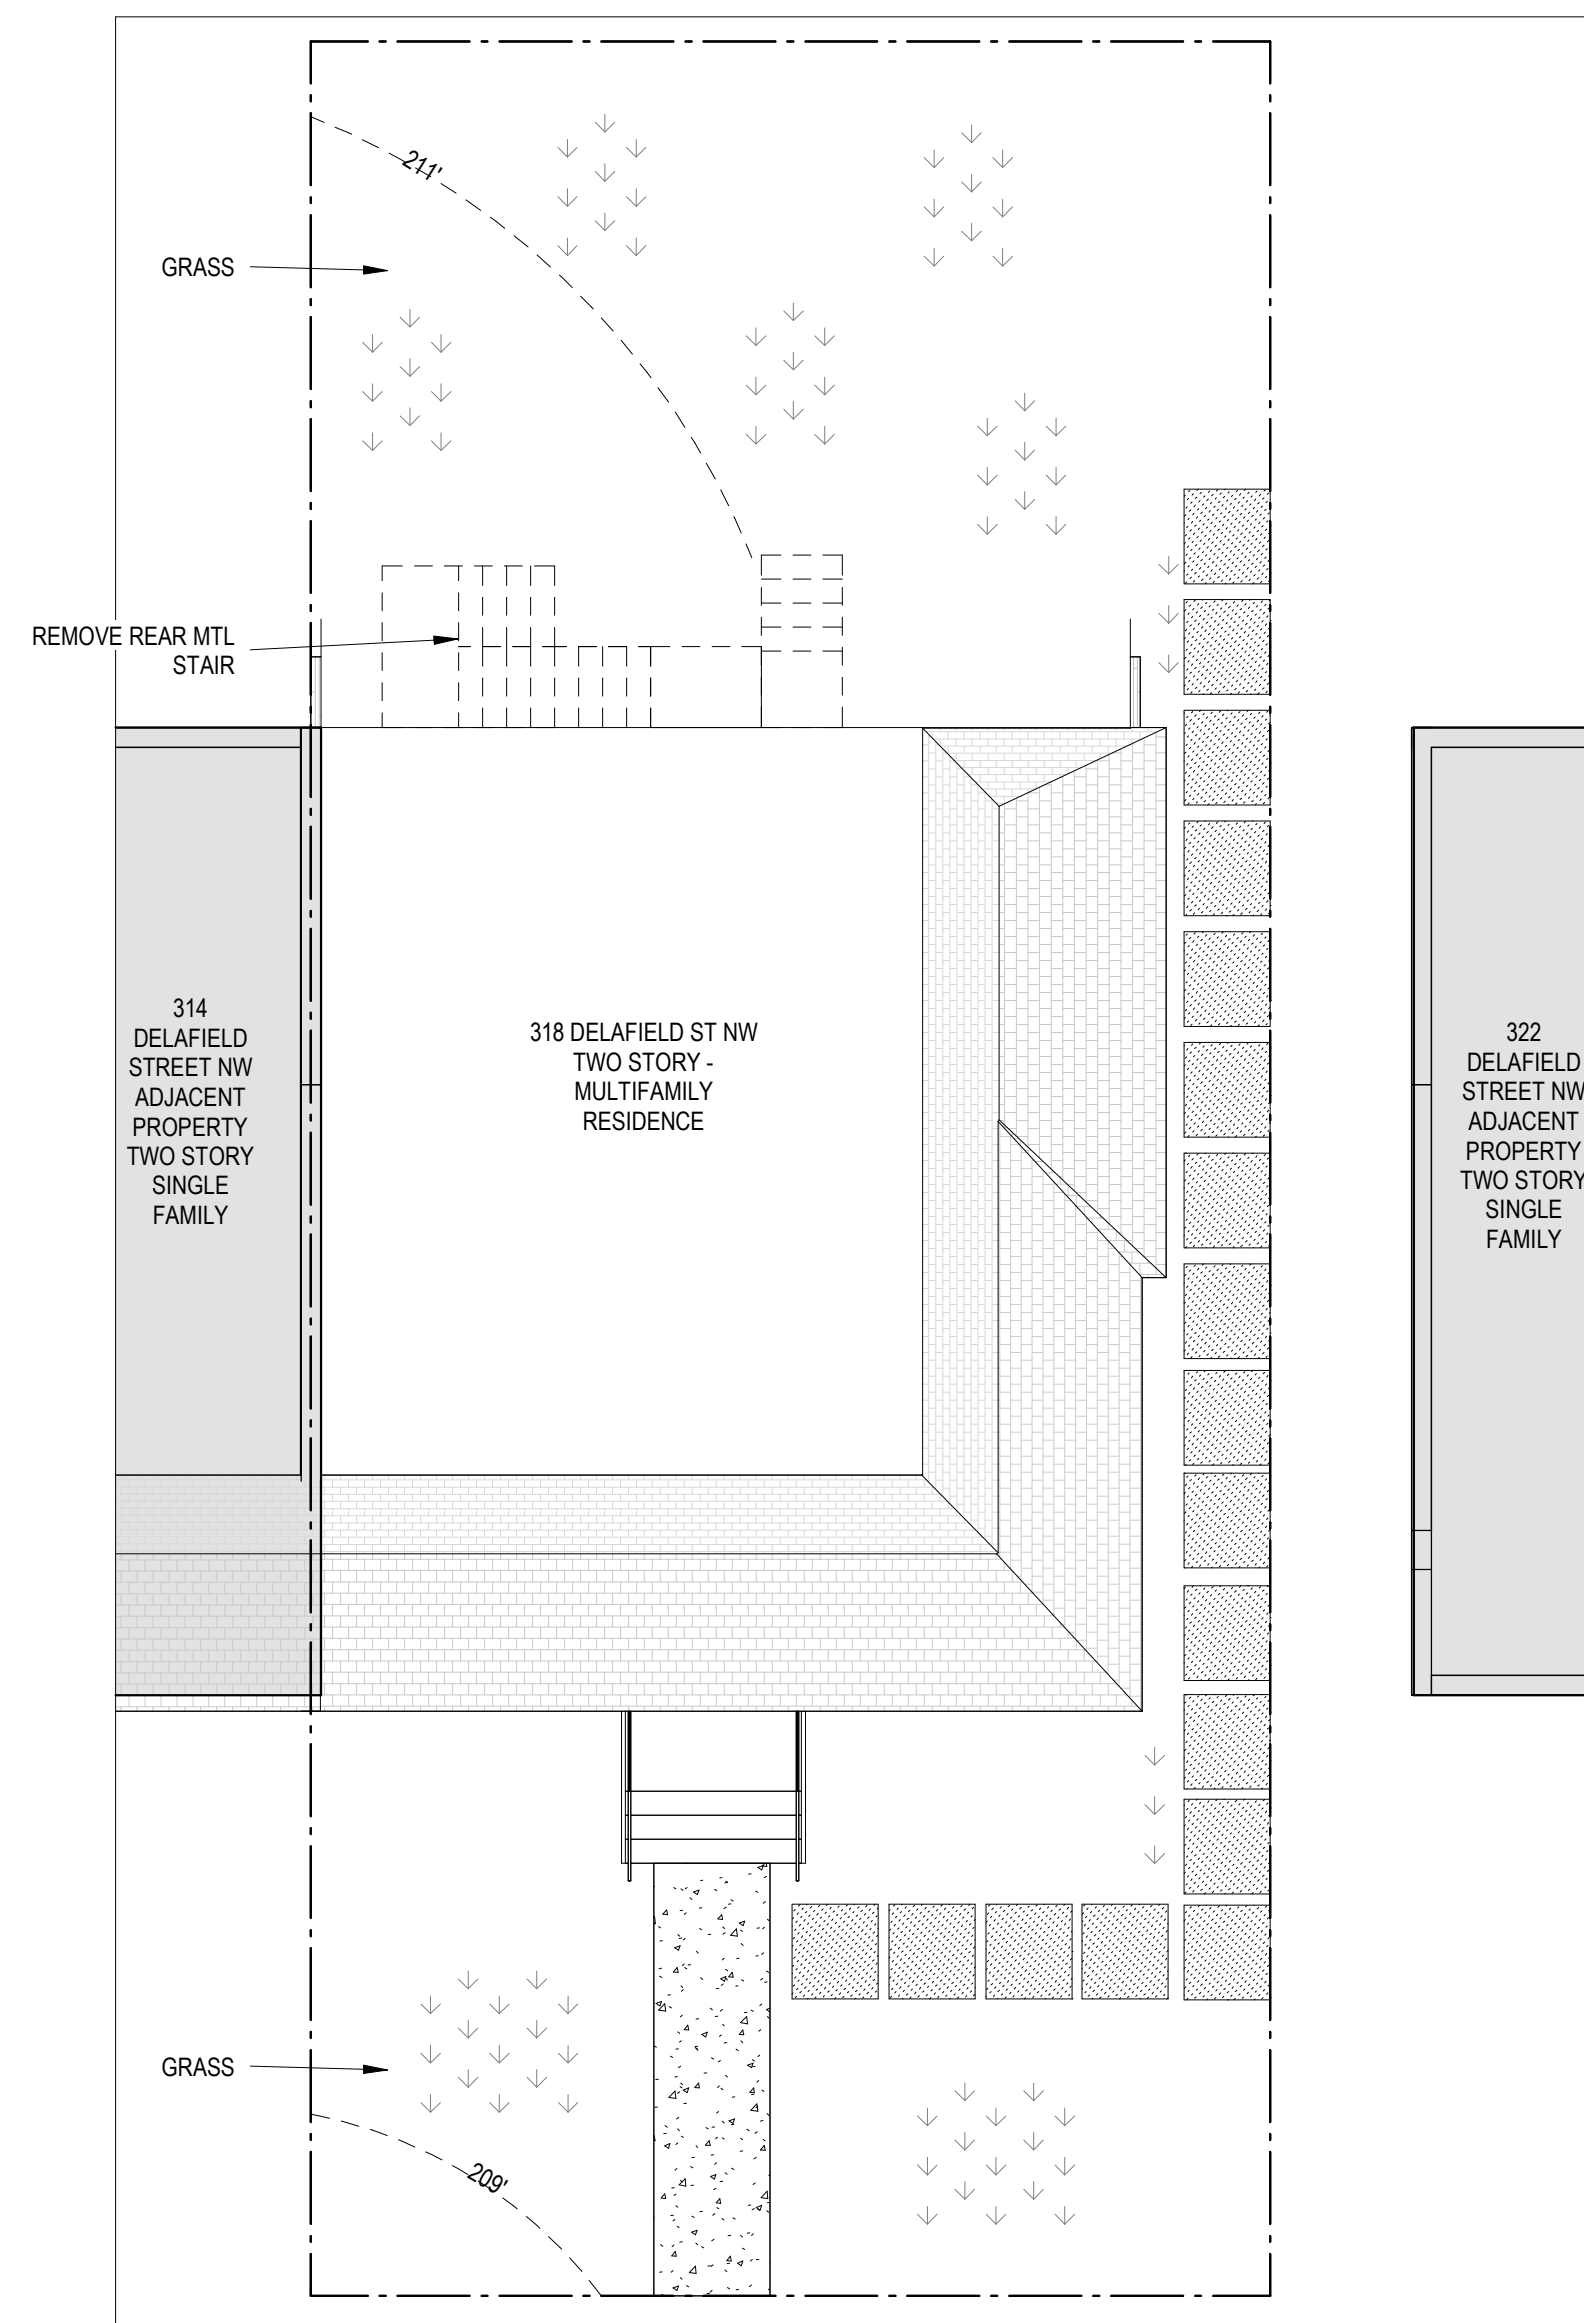 211'
GRASS
REMOVE REAR MTL
STAIR
314
DELAFIELD
STREET NW
ADJACENT
PROPERTY
TWO STORY
SINGLE
FAMILY
318 DELAFIELD ST NW
TWO STORY -
MULTIFAMILY
RESIDENCE
322
DELAFIELD
STREET NW
ADJACENT
PROPERTY
TWO STORY
SINGLE
FAMILY
GRASS
209'